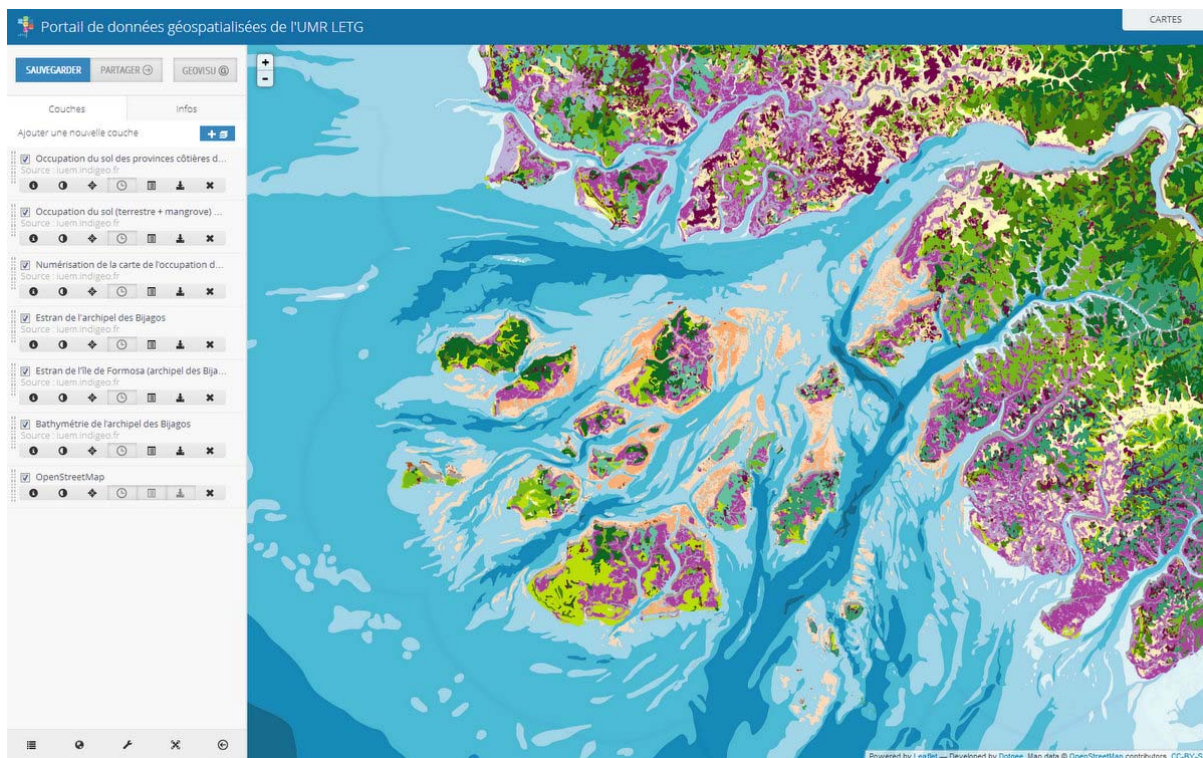 Portail de données géospatialisées de l'UMR LETG
CARTES
SAUVEGARDER PARTAGER GEOVISU
Couches Infos
Ajouter une nouvelle couche
Occupation du sol des provinces côtières d...
Source : iuem.indigeo.fr
Occupation du sol (terrestre + mangrove) ...
Source : iuem.indigeo.fr
Numérisation de la carte de l'occupation d...
Source : iuem.indigeo.fr
Estran de l'archipel des Bijagos
Source : iuem.indigeo.fr
Estran de l'île de Formosa (archipel des Bija...
Source : iuem.indigeo.fr
Bathymétrie de l'archipel des Bijagos
Source : iuem.indigeo.fr
OpenStreetMap
+
-
Powered by Leaflet — Developed by Dotgee, Map data © OpenStreetMap contributors, CC-BY-S